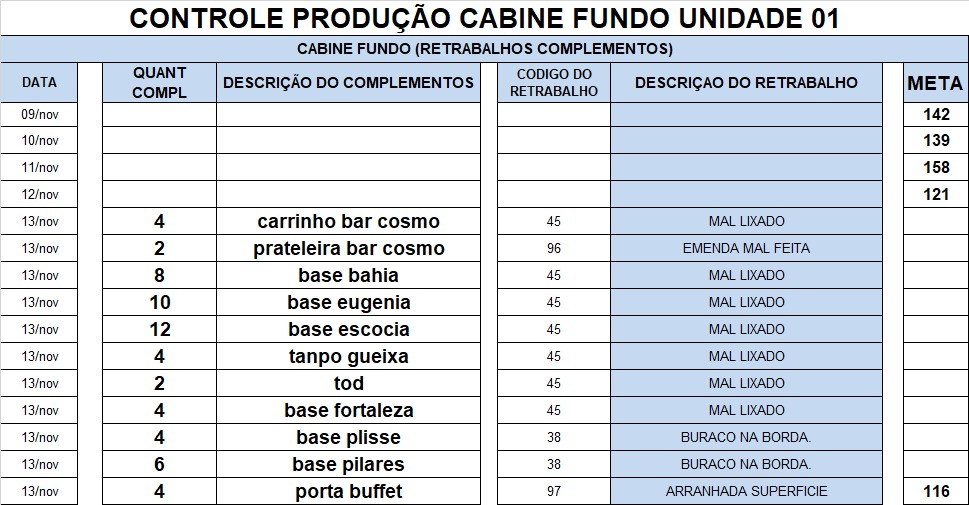 CONTROLE PRODUÇÃO CABINE FUNDO UNIDADE 01
CABINE FUNDO (RETRABALHOS COMPLEMENTOS)
DATA QUANT COMPL DESCRIÇÃO DO COMPLEMENTOS CODIGO DO RETRABALHO DESCRIÇAO DO RETRABALHO META
09/nov 142
10/nov 139
11/nov 158
12/nov 121
13/nov 4 carrinho bar cosmo 45 MAL LIXADO
13/nov 2 prateleira bar cosmo 96 EMENDA MAL FEITA
13/nov 8 base bahia 45 MAL LIXADO
13/nov 10 base eugenia 45 MAL LIXADO
13/nov 12 base escocia 45 MAL LIXADO
13/nov 4 tanpo gueixa 45 MAL LIXADO
13/nov 2 tod 45 MAL LIXADO
13/nov 4 base fortaleza 45 MAL LIXADO
13/nov 4 base plisse 38 BURACO NA BORDA.
13/nov 6 base pilares 38 BURACO NA BORDA.
13/nov 4 porta buffet 97 ARRANHADA SUPERFICIE 116